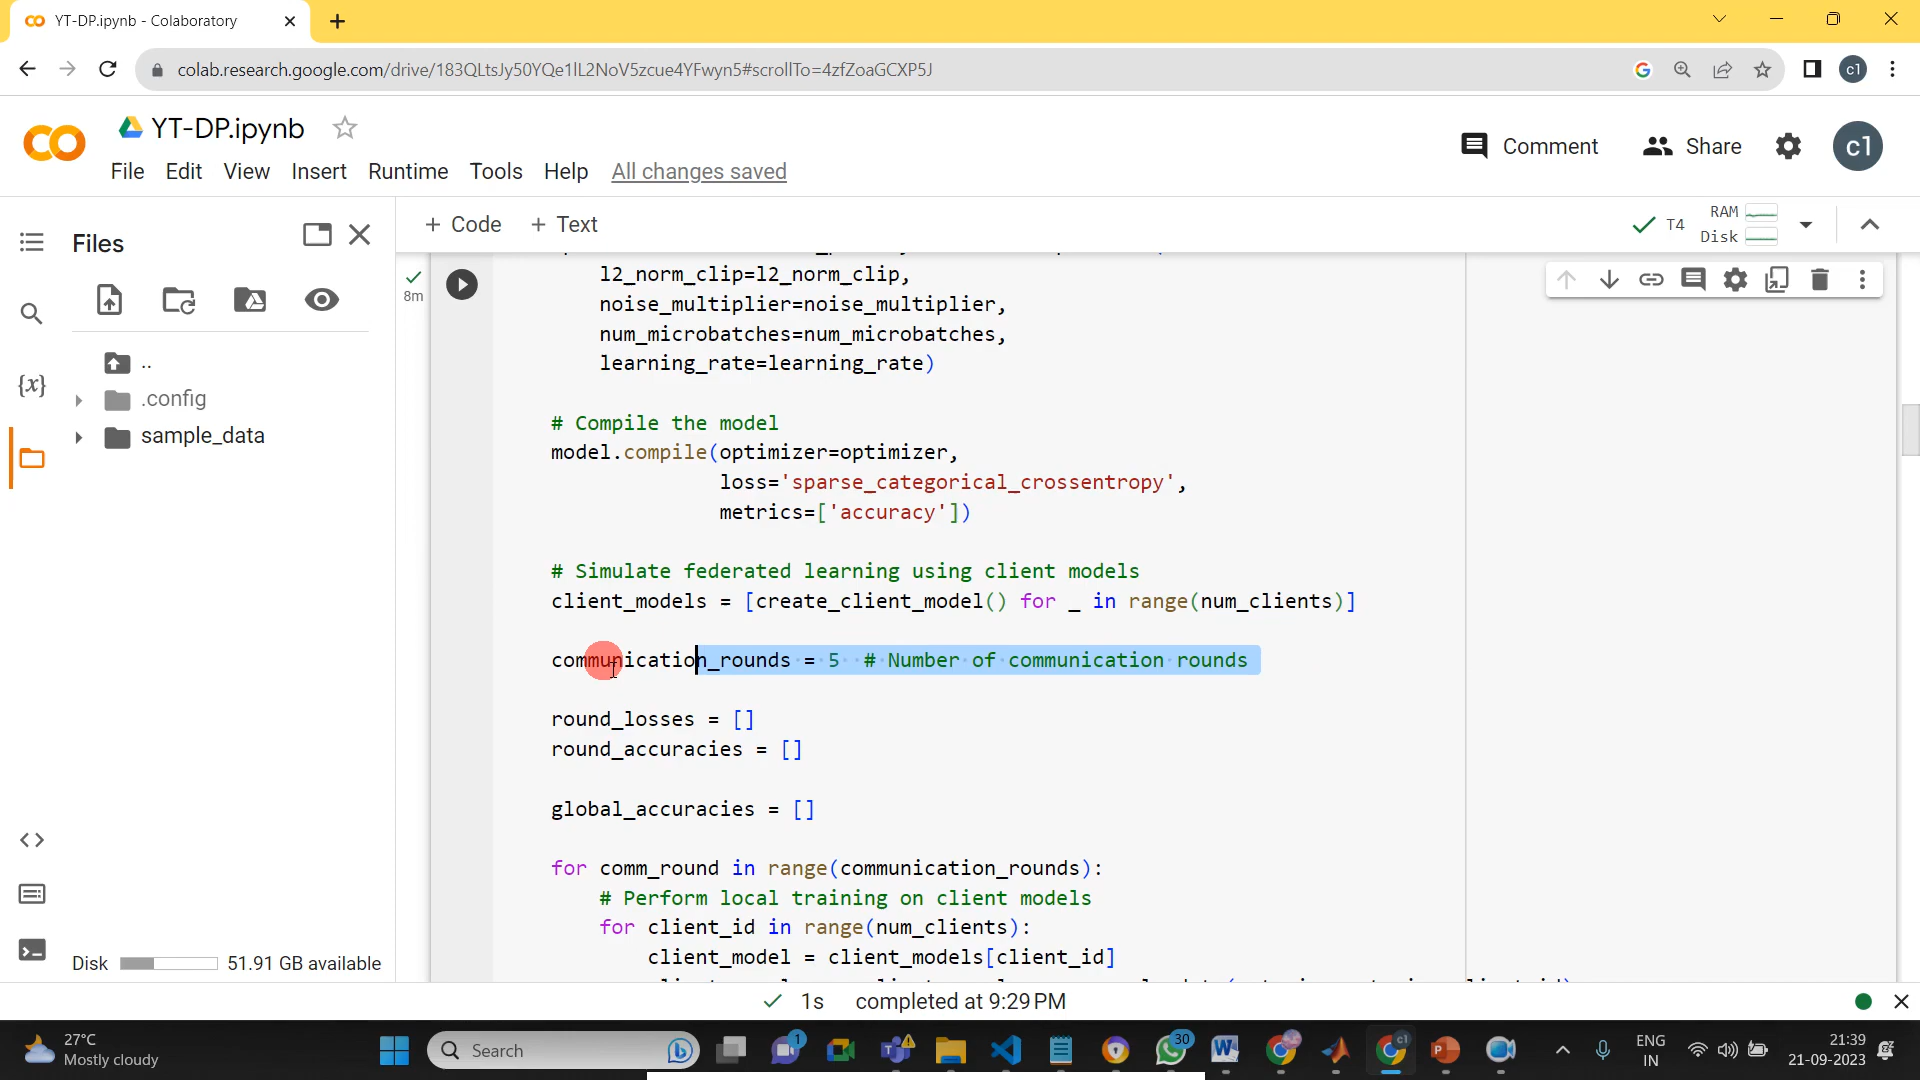 YT-DP.ipynb - Colaboratory
colab.research.google.com/drive/183QLtsJy50YQe1lL2NoV5zcue4YFwyn5#scrollTo=4zfZoaGCXP5J
c1
YT-DP.ipynb
File Edit View Insert Runtime Tools Help All changes saved
Comment Share c1
Files
+ Code + Text
T4 RAM Disk
..
.config
sample_data
Disk 51.91 GB available
8m
l2_norm_clip=l2_norm_clip,
noise_multiplier=noise_multiplier,
num_microbatches=num_microbatches,
learning_rate=learning_rate)
# Compile the model
model.compile(optimizer=optimizer,
loss='sparse_categorical_crossentropy',
metrics=['accuracy'])
# Simulate federated learning using client models
client_models = [create_client_model() for _ in range(num_clients)]
communication_rounds = 5 # Number of communication rounds
round_losses = []
round_accuracies = []
global_accuracies = []
for comm_round in range(communication_rounds):
# Perform local training on client models
for client_id in range(num_clients):
client_model = client_models[client_id]
1s completed at 9:29 PM
27°C
Mostly cloudy
Search
1
30
c1
ENG
IN
21:39
21-09-2023